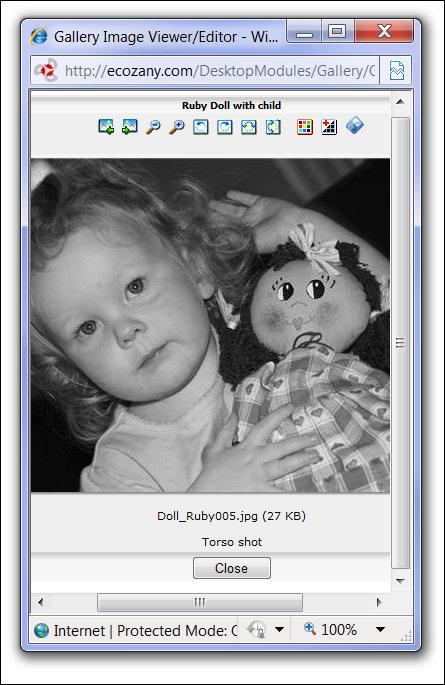 Gallery Image Viewer/Editor - Wi...
http://ecozany.com/DesktopModules/Gallery/
Ruby Doll with child
Doll_Ruby005.jpg (27 KB)
Torso shot
Close
Internet | Protected Mode:
100%